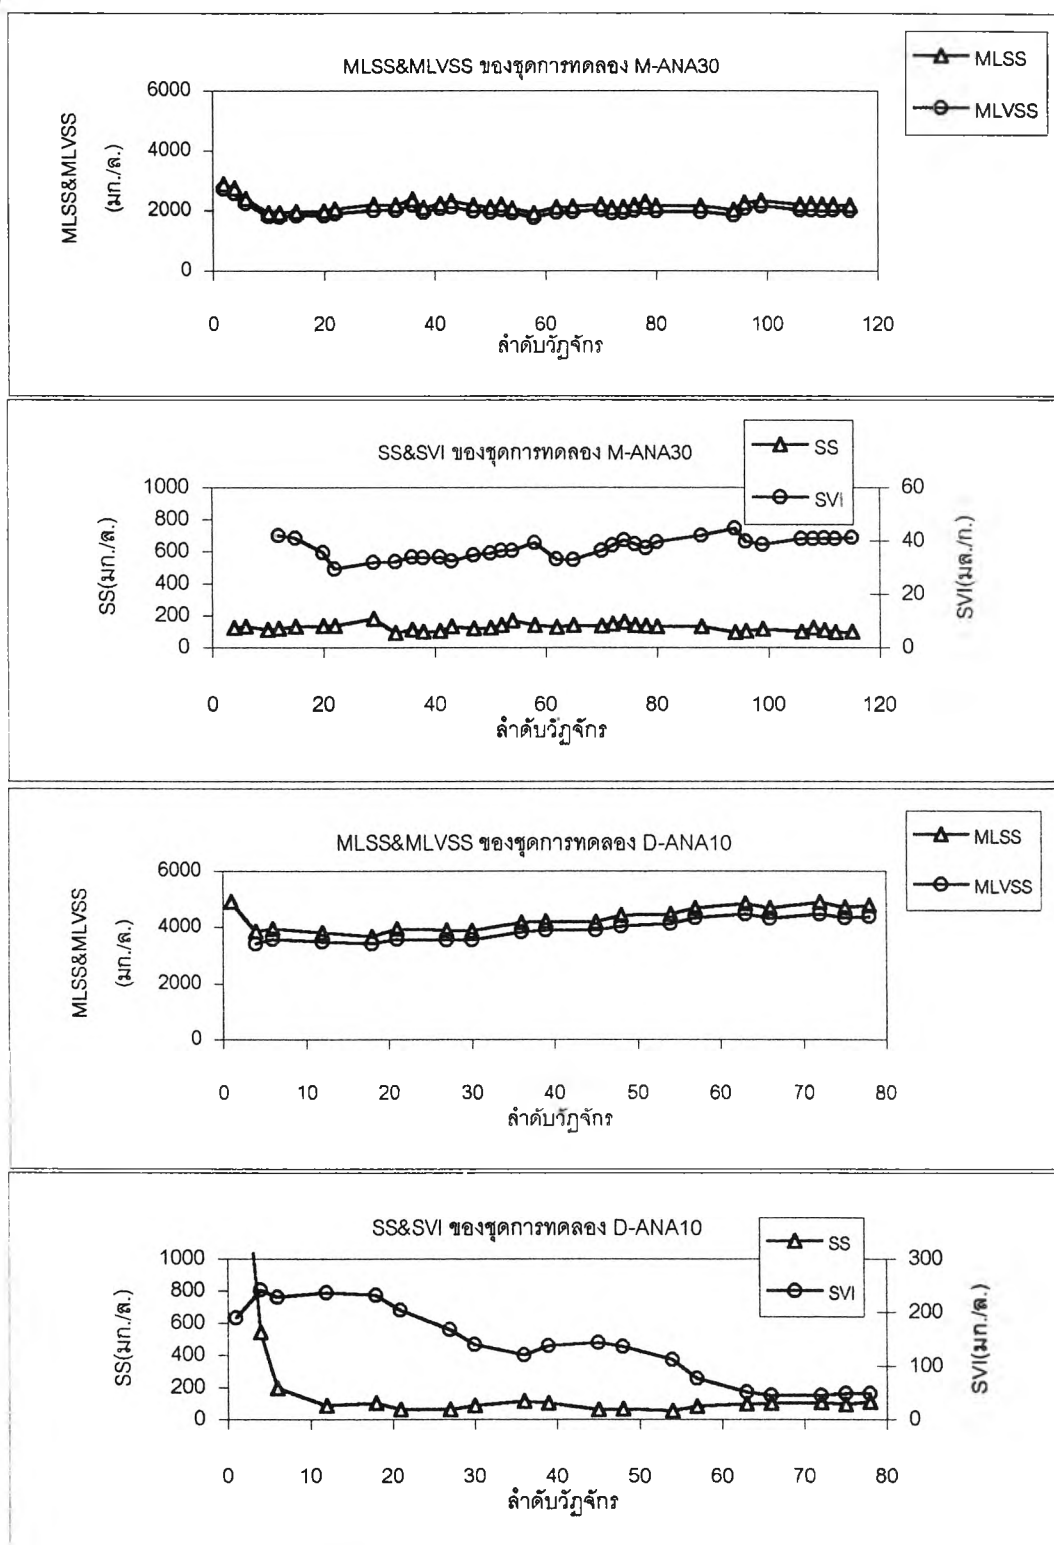 MLSS&MLVSS ของชุดการทดลอง M-ANA30
MLSS
MLVSS
MLSS&MLVSS
(มก./ล.)
6000
4000
2000
0
0 20 40 60 80 100 120
ลำดับวัฏจักร
SS&SVI ของชุดการทดลอง M-ANA30
SS
SVI
SS(มก./ล.)
1000
800
600
400
200
0
60
40
20
0
SVI(มล./ก.)
0 20 40 60 80 100 120
ลำดับวัฏจักร
MLSS&MLVSS ของชุดการทดลอง D-ANA10
MLSS
MLVSS
MLSS&MLVSS
(มก./ล.)
6000
4000
2000
0
0 10 20 30 40 50 60 70 80
ลำดับวัฏจักร
SS&SVI ของชุดการทดลอง D-ANA10
SS
SVI
SS(มก./ล.)
1000
800
600
400
200
0
300
200
100
0
SVI(มก./ล.)
0 10 20 30 40 50 60 70 80
ลำดับวัฏจักร